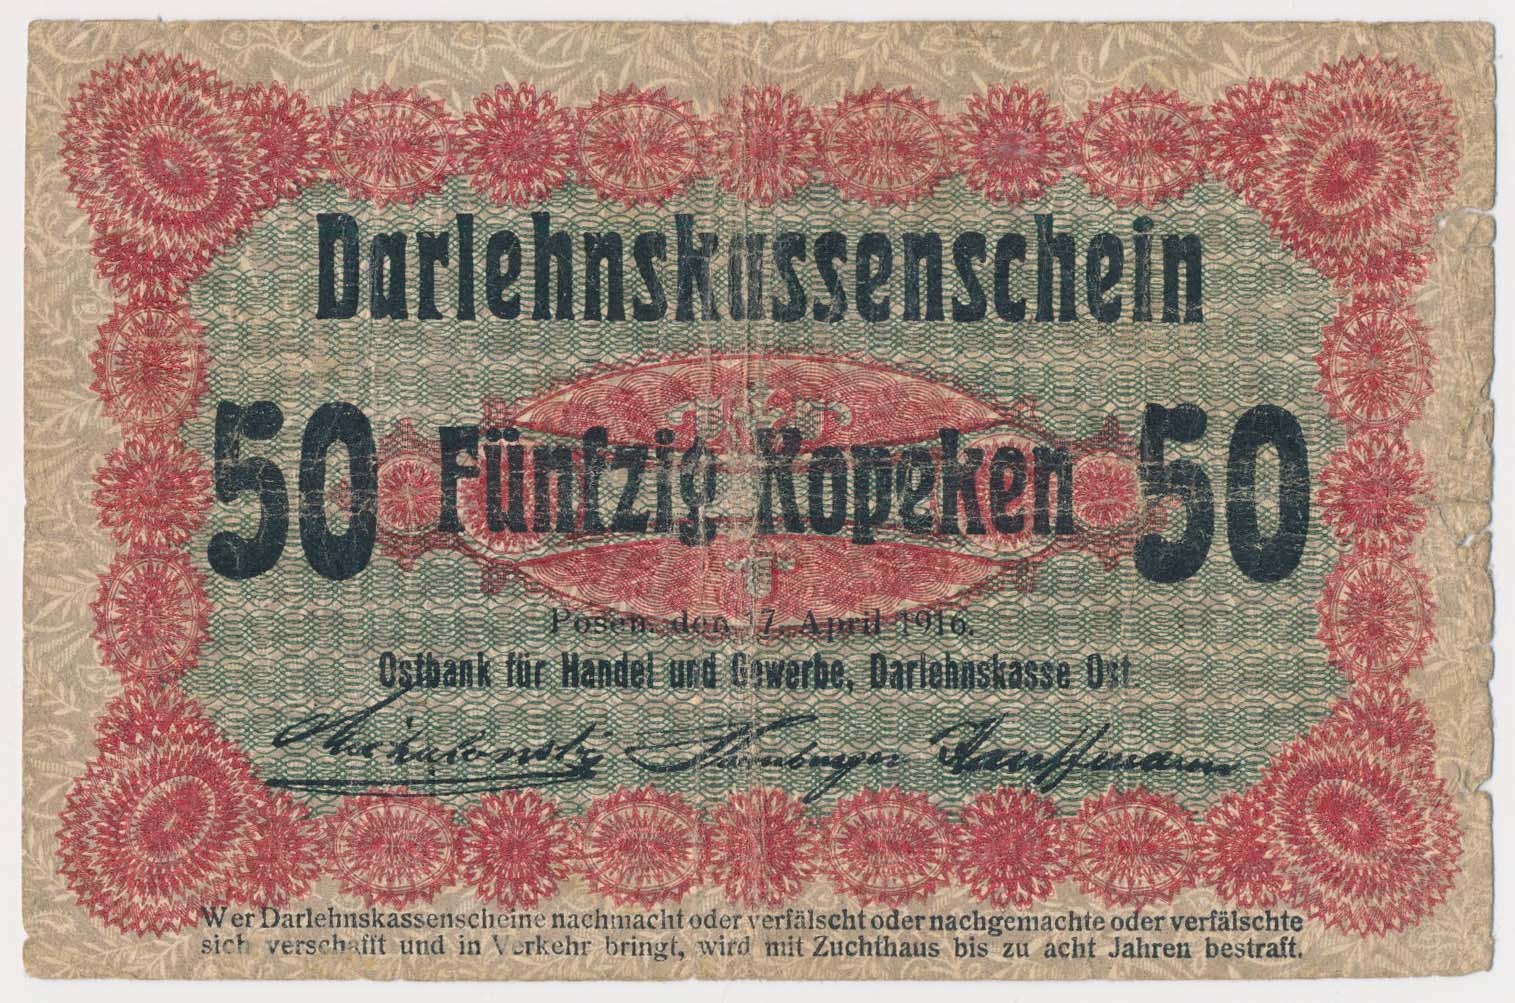 Darlehnskassenschein
50 Fünfzig Kopeken 50
Posen, den 17. April 1916.
Ostbank für Handel und Gewerbe, Darlehnskasse Ost.
Kauffmann
Wer Darlehnskassenscheine nachmacht oder verfälscht oder nachgemachte oder verfälschte
sich verschafft und in Verkehr bringt, wird mit Zuchthaus bis zu acht Jahren bestraft.